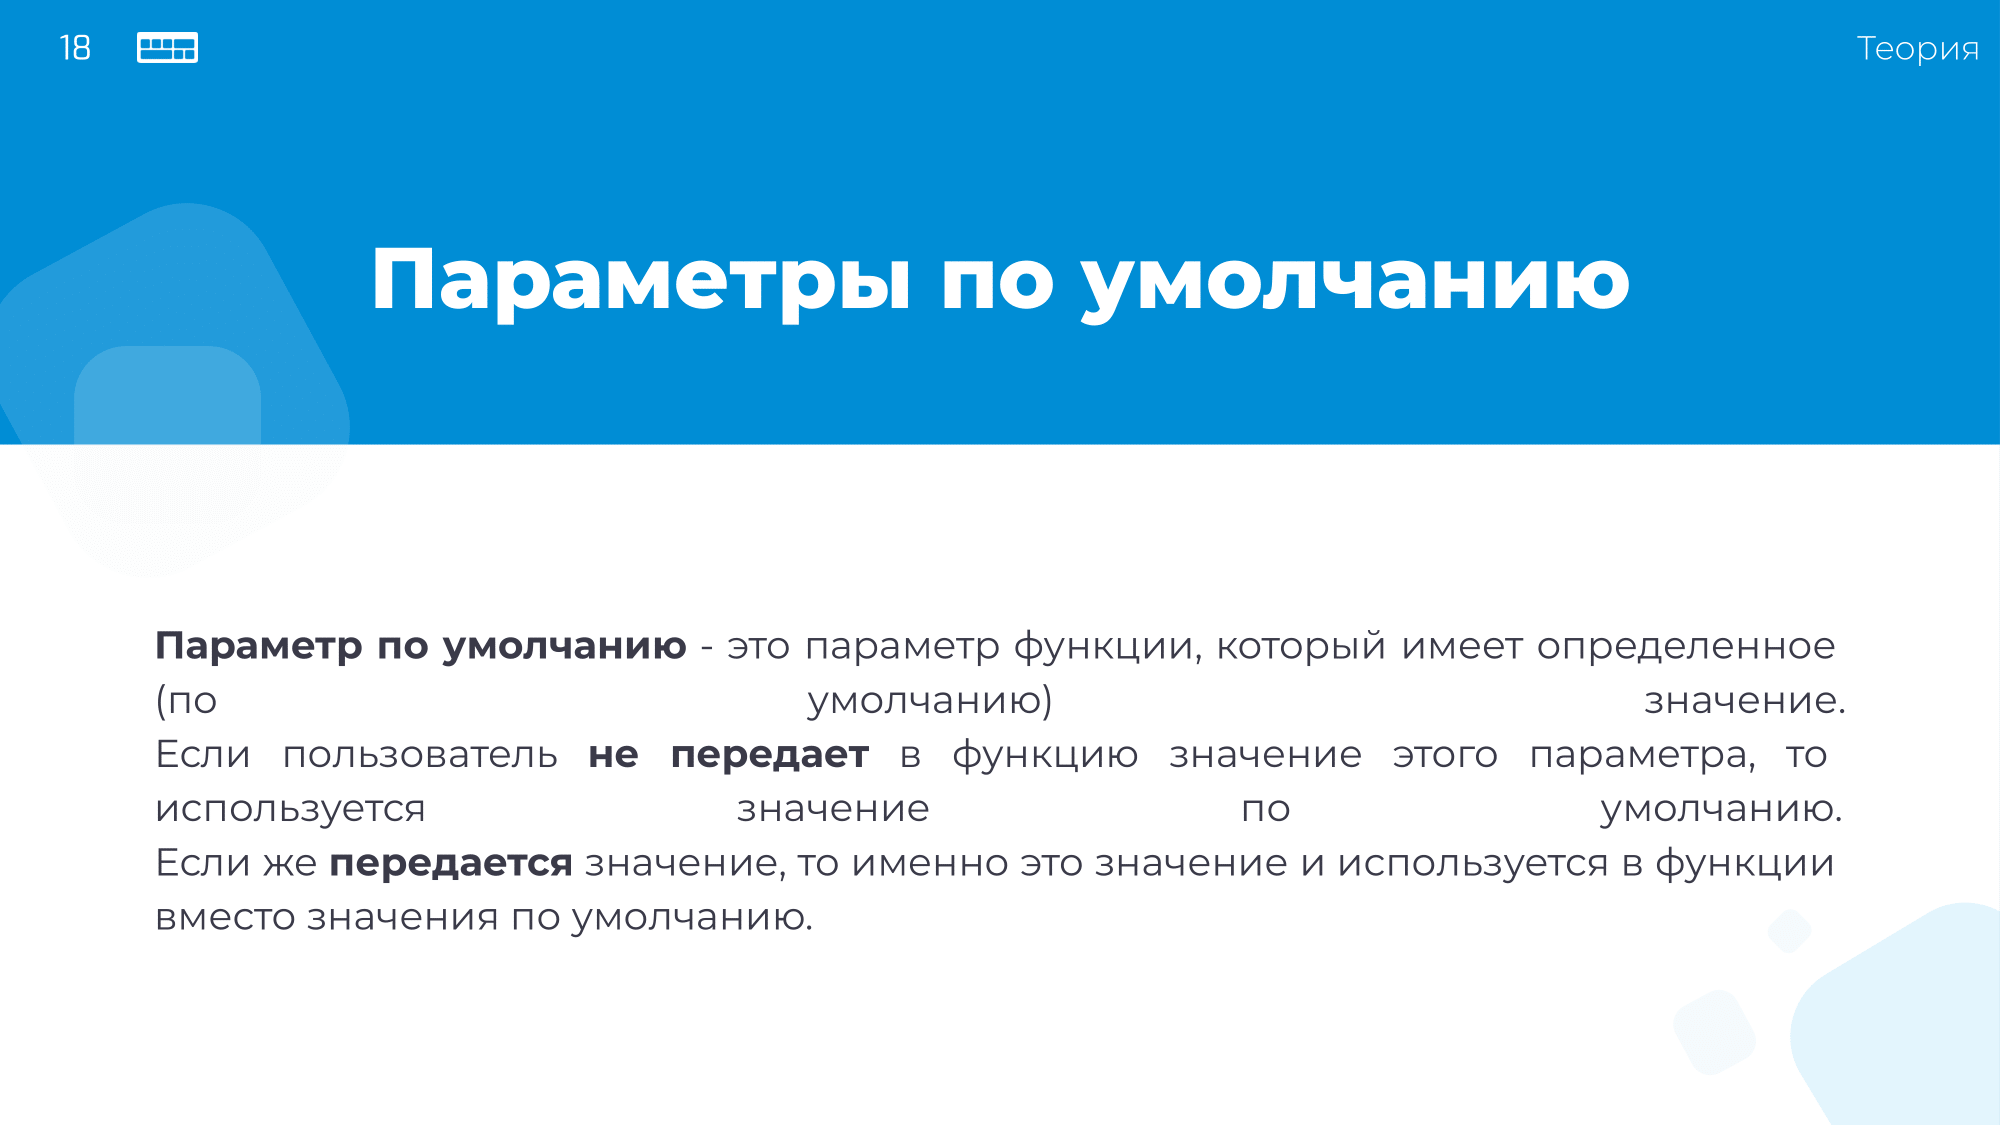 18
Теория
Параметры по умолчанию
Параметр по умолчанию - это параметр функции, который имеет определенное
(по умолчанию) значение.
Если пользователь не передает в функцию значение этого параметра, то
используется значение по умолчанию.
Если же передается значение, то именно это значение и используется в функции
вместо значения по умолчанию.